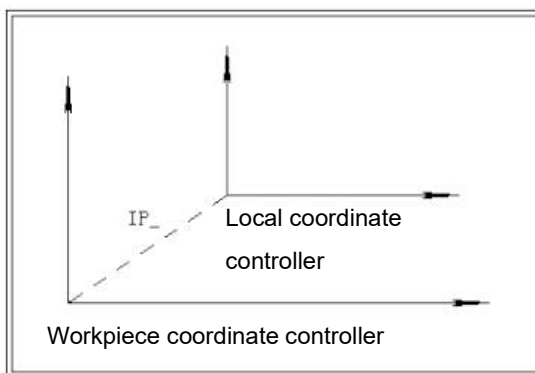 IP_
Local coordinate
controller
Workpiece coordinate controller